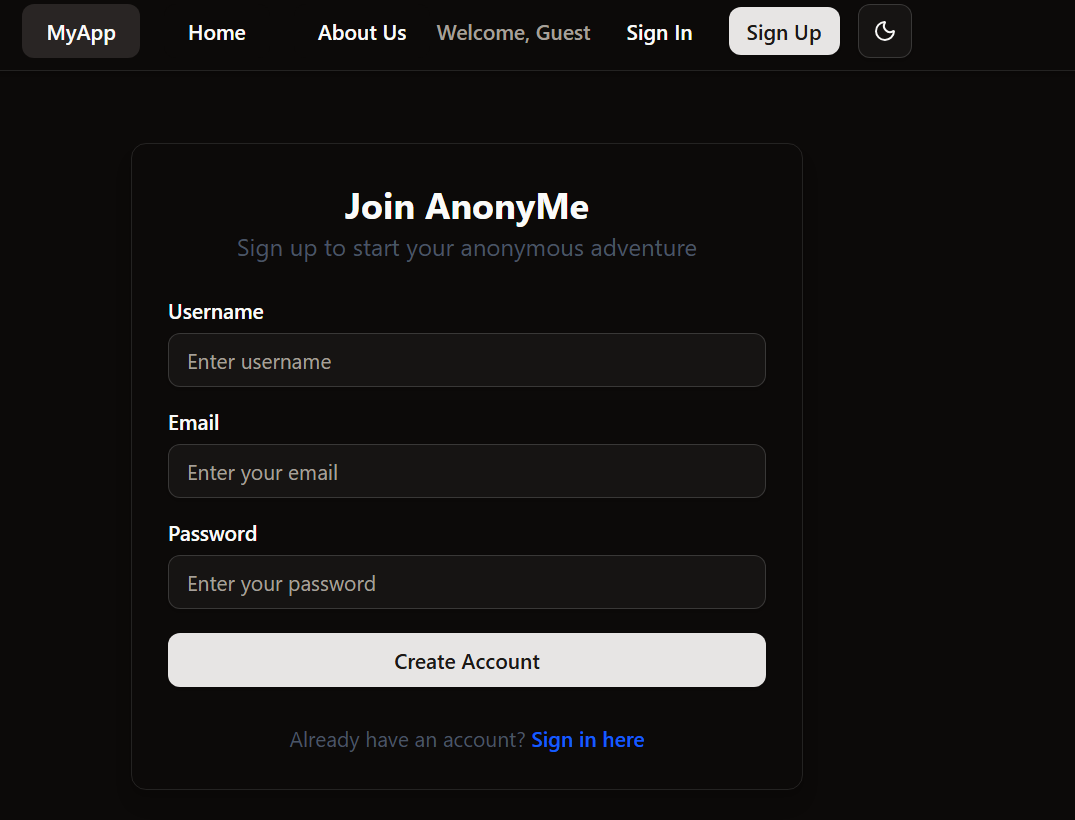 MyApp Home About Us Welcome, Guest Sign In Sign Up
Join AnonyMe
Sign up to start your anonymous adventure
Username
Enter username
Email
Enter your email
Password
Enter your password
Create Account
Already have an account? Sign in here